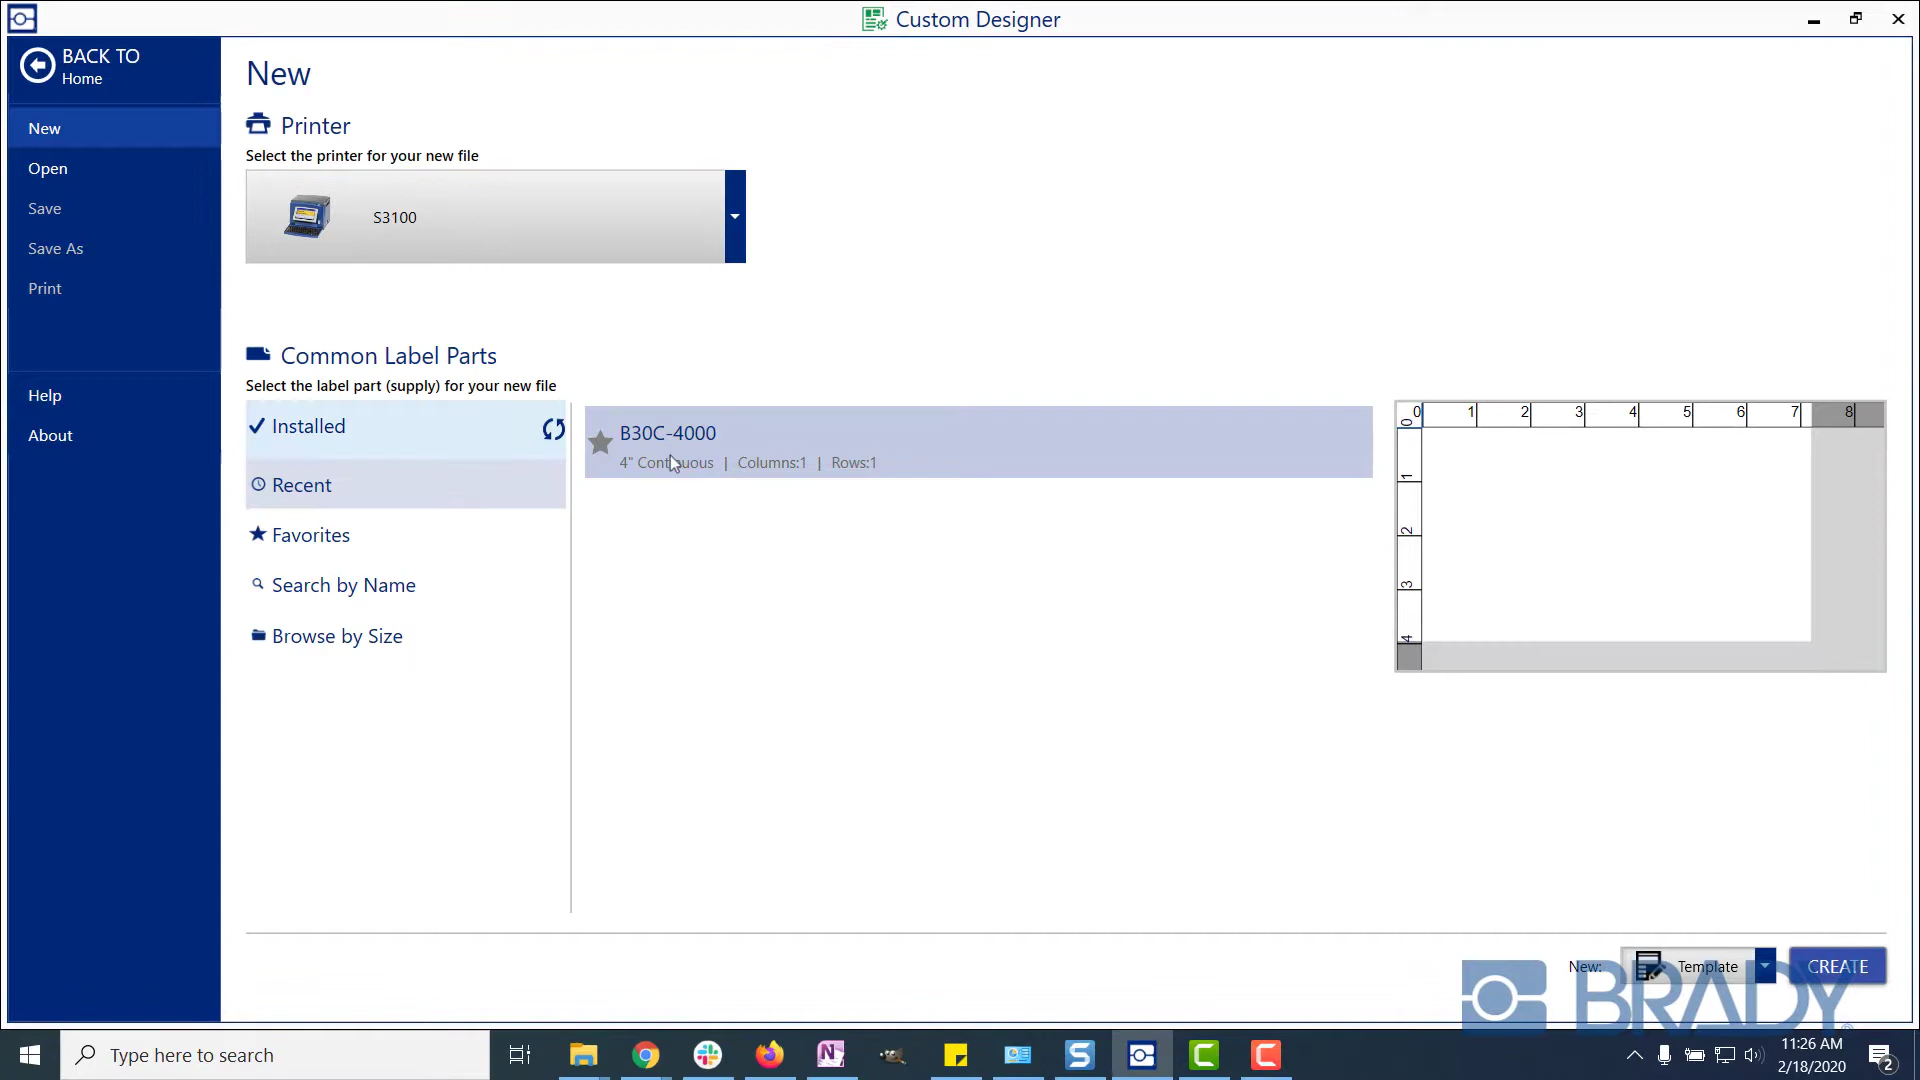 Custom Designer
BACK TO
Home
New
Open
Save
Save As
Print
Help
About
New
Printer
Select the printer for your new file
S3100
Common Label Parts
Select the label part (supply) for your new file
Installed
Recent
Favorites
Search by Name
Browse by Size
B30C-4000
4" Continuous | Columns:1 | Rows:1
0 1 2 3 4 5 6 7 8
0
1
2
3
4
New: Template CREATE
BRADY
Type here to search
11:26 AM
2/18/2020
2